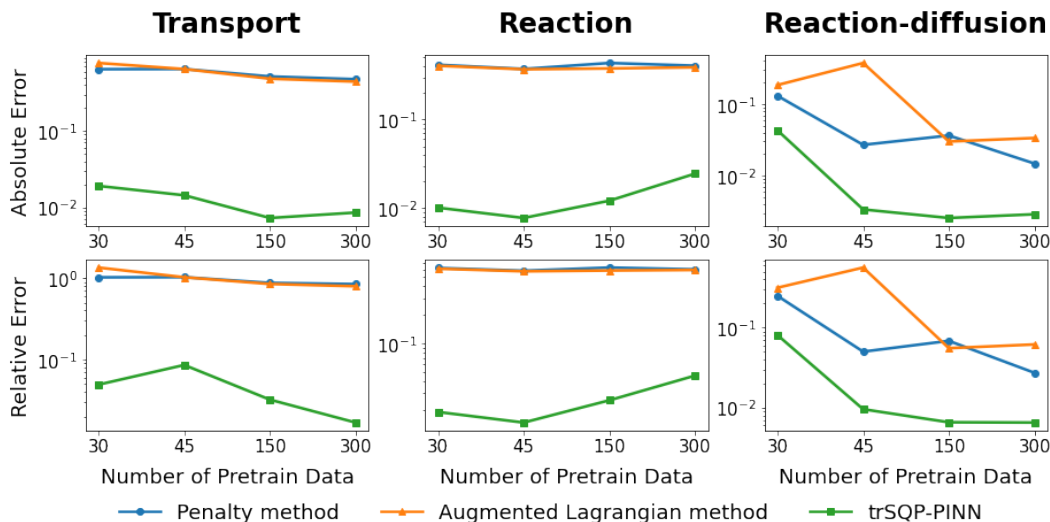 Transport Reaction Reaction-diffusion
Absolute Error
10⁻¹
10⁻²
30 45 150 300
10⁻¹
10⁻²
30 45 150 300
10⁻¹
10⁻²
30 45 150 300
Relative Error
10⁰
10⁻¹
30 45 150 300
Number of Pretrain Data
10⁻¹
30 45 150 300
Number of Pretrain Data
10⁻¹
10⁻²
30 45 150 300
Number of Pretrain Data
Penalty method Augmented Lagrangian method trSQP-PINN